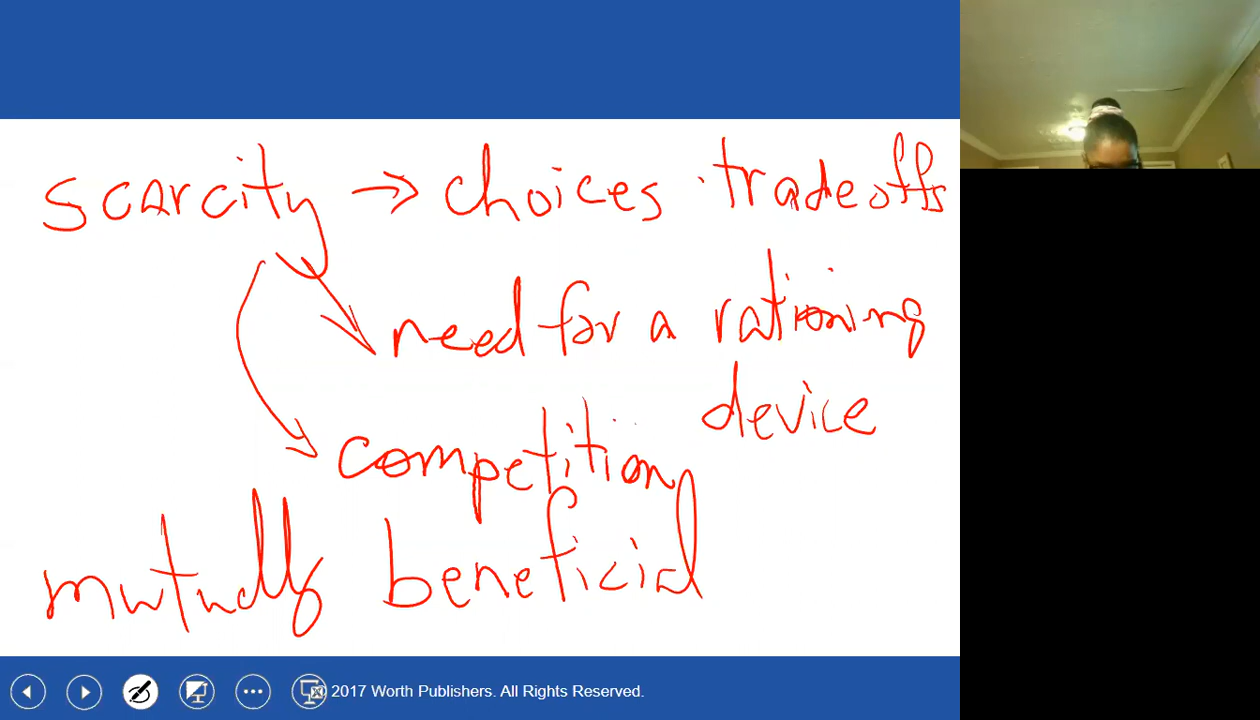 scarcity → choices tradeoffs
need for a rationing
device
competition
mutually beneficial
2017 Worth Publishers. All Rights Reserved.